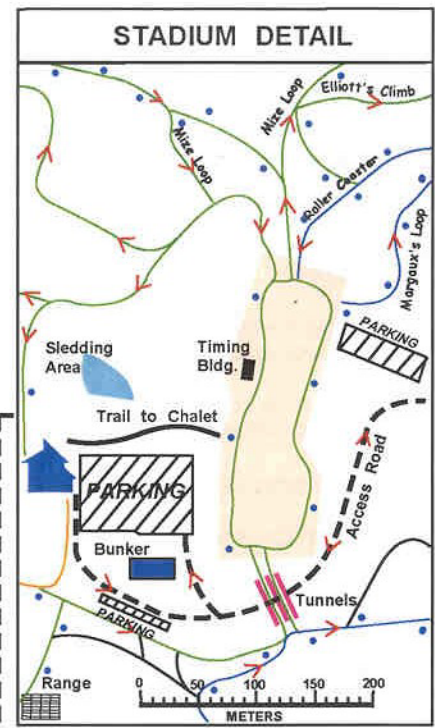 STADIUM DETAIL
Elliott's Climb
Mize Loop
Mize Loop
Roller Coaster
Margaux's Loop
PARKING
Sledding
Area
Timing
Bldg.
Trail to Chalet
PARKING
Access Road
Bunker
Tunnels
PARKING
Range
0 50 100 150 200
METERS